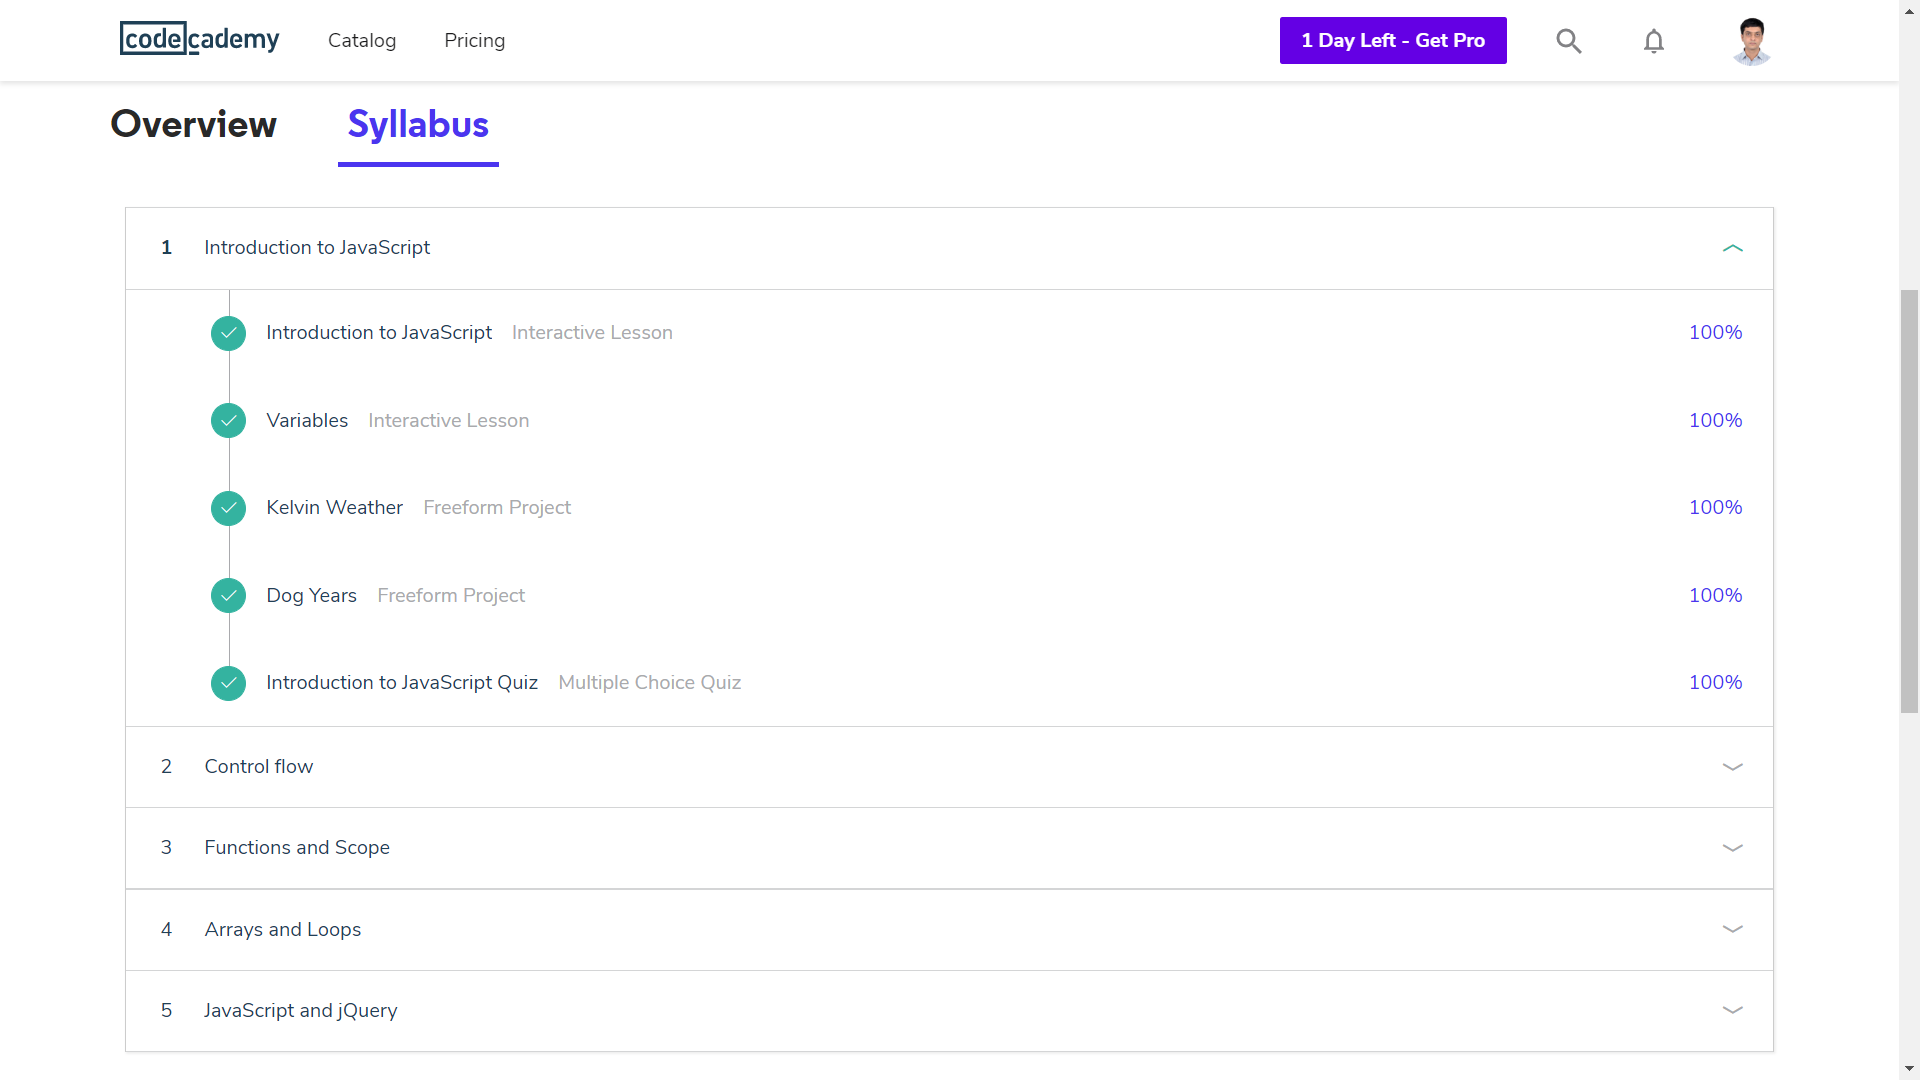 codecademy Catalog Pricing 1 Day Left - Get Pro
Overview Syllabus
1 Introduction to JavaScript
Introduction to JavaScript Interactive Lesson 100%
Variables Interactive Lesson 100%
Kelvin Weather Freeform Project 100%
Dog Years Freeform Project 100%
Introduction to JavaScript Quiz Multiple Choice Quiz 100%
2 Control flow
3 Functions and Scope
4 Arrays and Loops
5 JavaScript and jQuery